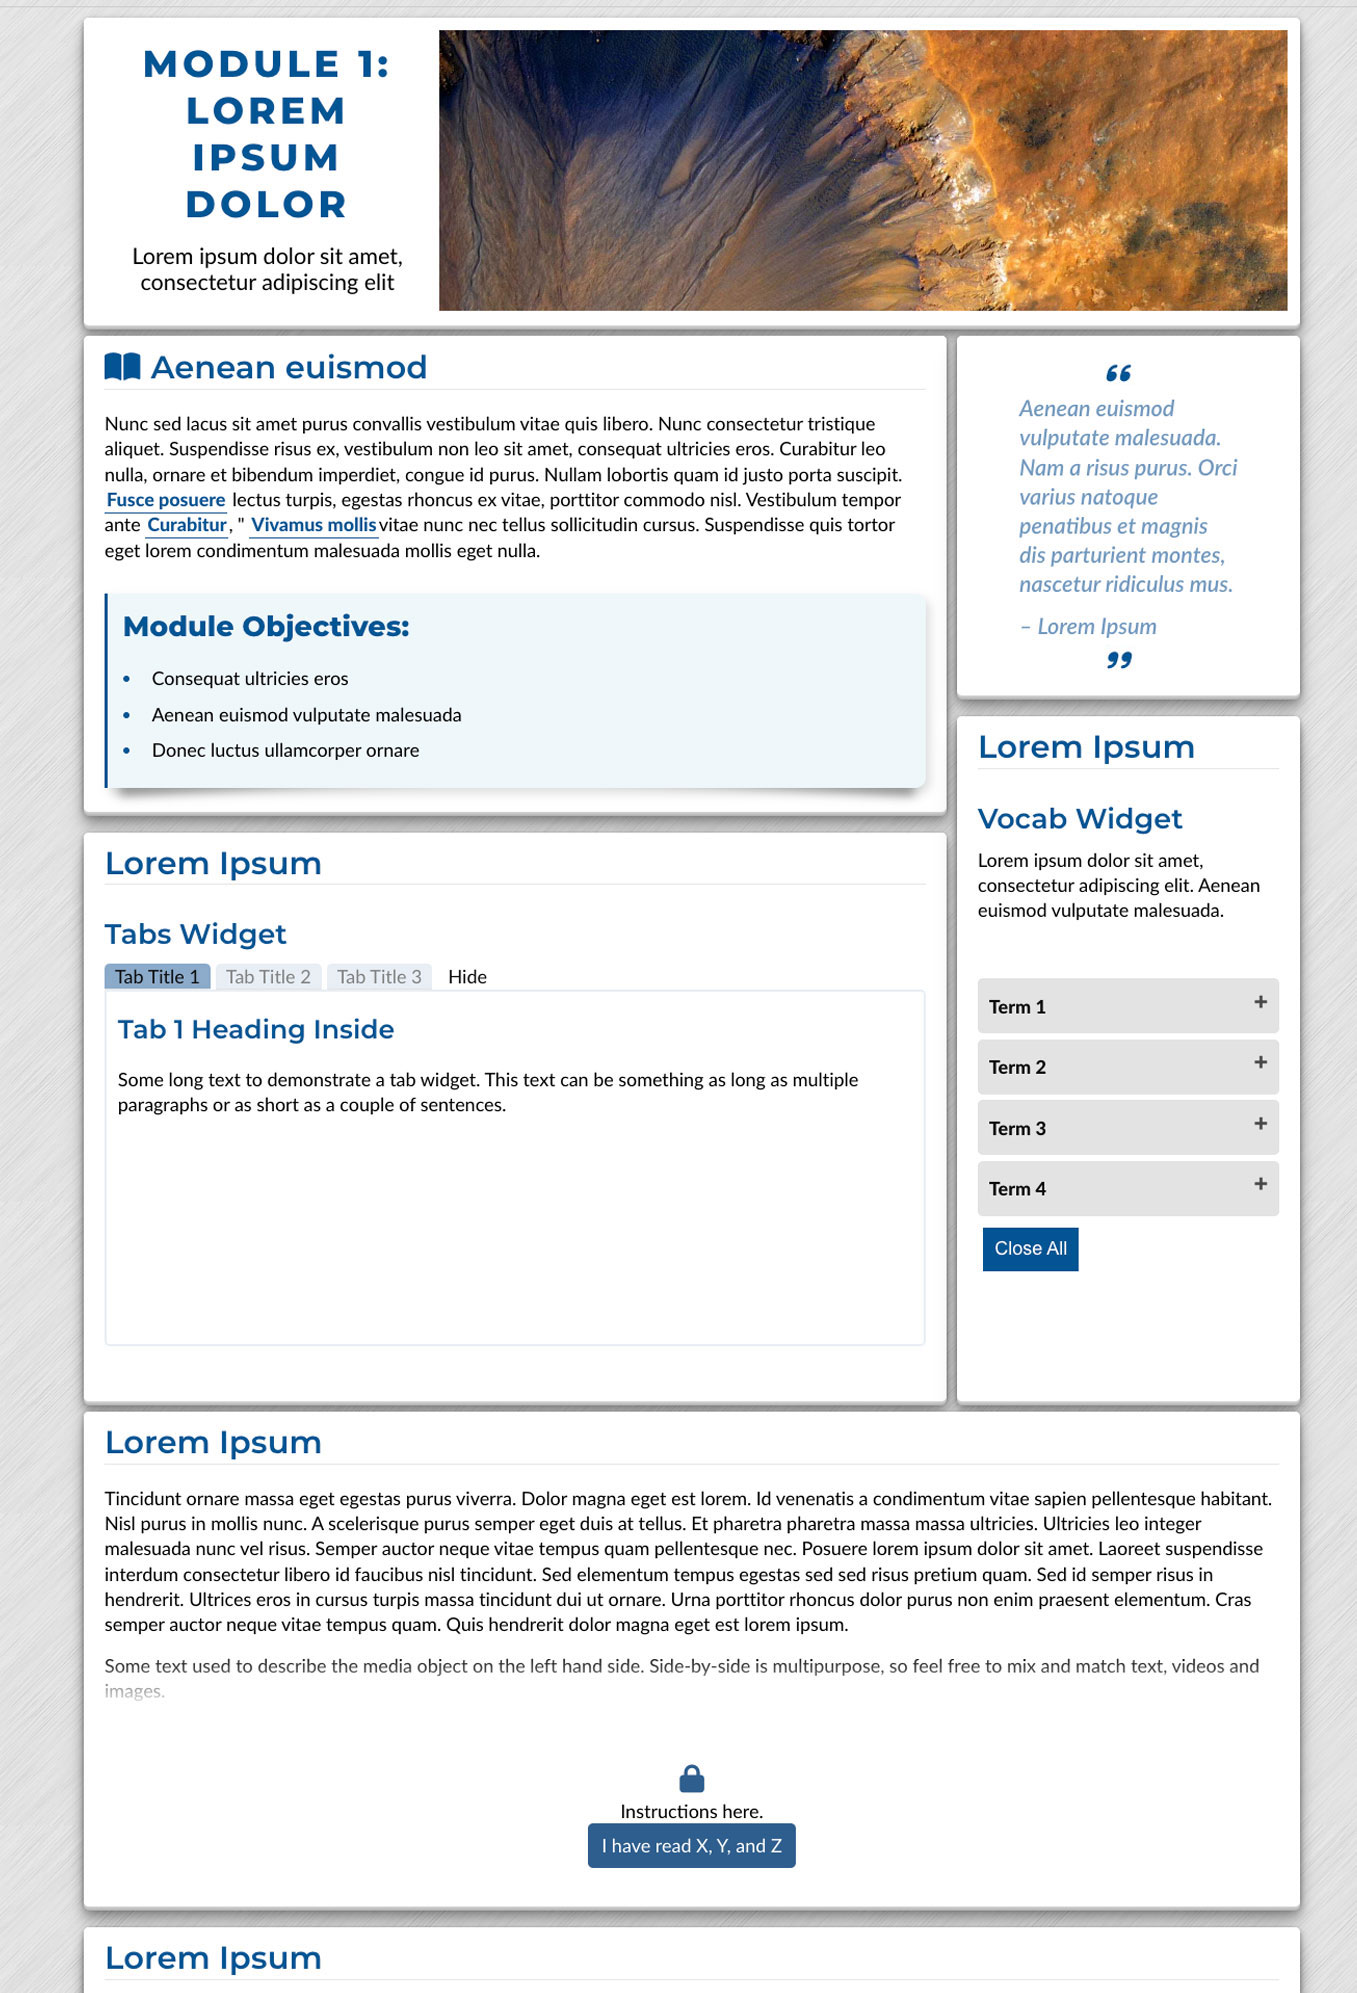 MODULE 1:
LOREM
IPSUM
DOLOR
Lorem ipsum dolor sit amet,
consectetur adipiscing elit
Aenean euismod
Nunc sed lacus sit amet purus convallis vestibulum vitae quis libero. Nunc consectetur tristique
aliquet. Suspendisse risus ex, vestibulum non leo sit amet, consequat ultricies eros. Curabitur leo
nulla, ornare et bibendum imperdiet, congue id purus. Nullam lobortis quam id justo porta suscipit.
Fusce posuere lectus turpis, egestas rhoncus ex vitae, porttitor commodo nisl. Vestibulum tempor
ante Curabitur, " Vivamus mollis vitae nunc nec tellus sollicitudin cursus. Suspendisse quis tortor
eget lorem condimentum malesuada mollis eget nulla.
Module Objectives:
• Consequat ultricies eros
• Aenean euismod vulputate malesuada
• Donec luctus ullamcorper ornare
“
Aenean euismod
vulputate malesuada.
Nam a risus purus. Orci
varius natoque
penatibus et magnis
dis parturient montes,
nascetur ridiculus mus.
– Lorem Ipsum
”
Lorem Ipsum
Tabs Widget
Tab Title 1 Tab Title 2 Tab Title 3 Hide
Tab 1 Heading Inside
Some long text to demonstrate a tab widget. This text can be something as long as multiple
paragraphs or as short as a couple of sentences.
Lorem Ipsum
Vocab Widget
Lorem ipsum dolor sit amet,
consectetur adipiscing elit. Aenean
euismod vulputate malesuada.
Term 1 +
Term 2 +
Term 3 +
Term 4 +
Close All
Lorem Ipsum
Tincidunt ornare massa eget egestas purus viverra. Dolor magna eget est lorem. Id venenatis a condimentum vitae sapien pellentesque habitant.
Nisl purus in mollis nunc. A scelerisque purus semper eget duis at tellus. Et pharetra pharetra massa massa ultricies. Ultricies leo integer
malesuada nunc vel risus. Semper auctor neque vitae tempus quam pellentesque nec. Posuere lorem ipsum dolor sit amet. Laoreet suspendisse
interdum consectetur libero id faucibus nisl tincidunt. Sed elementum tempus egestas sed sed risus pretium quam. Sed id semper risus in
hendrerit. Ultrices eros in cursus turpis massa tincidunt dui ut ornare. Urna porttitor rhoncus dolor purus non enim praesent elementum. Cras
semper auctor neque vitae tempus quam. Quis hendrerit dolor magna eget est lorem ipsum.
Some text used to describe the media object on the left hand side. Side-by-side is multipurpose, so feel free to mix and match text, videos and
images.
Instructions here.
I have read X, Y, and Z
Lorem Ipsum